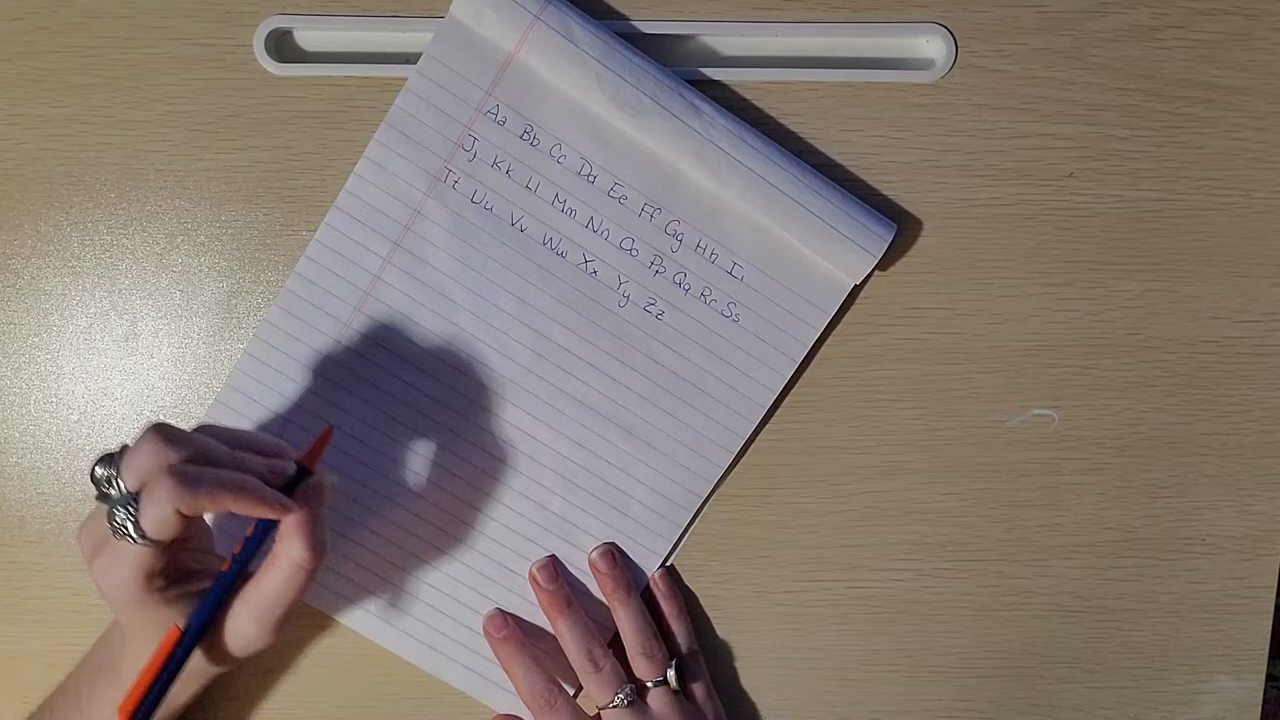 Aa Bb Cc Dd Ee Ff Gg Hh Ii
Jj Kk Ll Mm Nn Oo Pp Qq Rr Ss
Tt Uu Vv Ww Xx Yy Zz